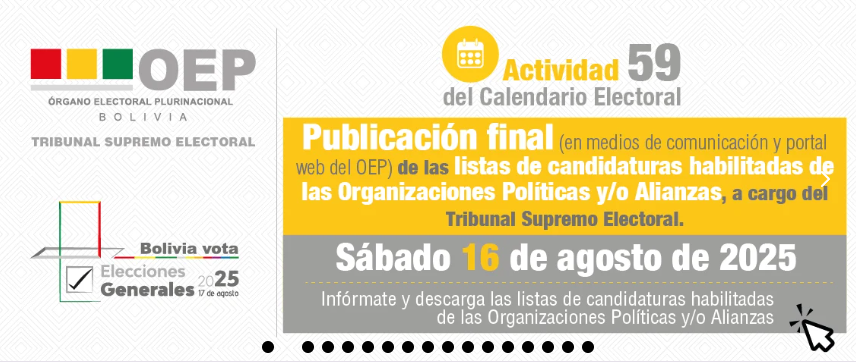 OEP
ÓRGANO ELECTORAL PLURINACIONAL
BOLIVIA
TRIBUNAL SUPREMO ELECTORAL
Bolivia vota
Elecciones
Generales
2025
17 de agosto
Actividad 59
del Calendario Electoral
Publicación final (en medios de comunicación y portal
web del OEP) de las listas de candidaturas habilitadas de
las Organizaciones Políticas y/o Alianzas, a cargo del
Tribunal Supremo Electoral.
Sábado 16 de agosto de 2025
Infórmate y descarga las listas de candidaturas habilitadas
de las Organizaciones Políticas y/o Alianzas